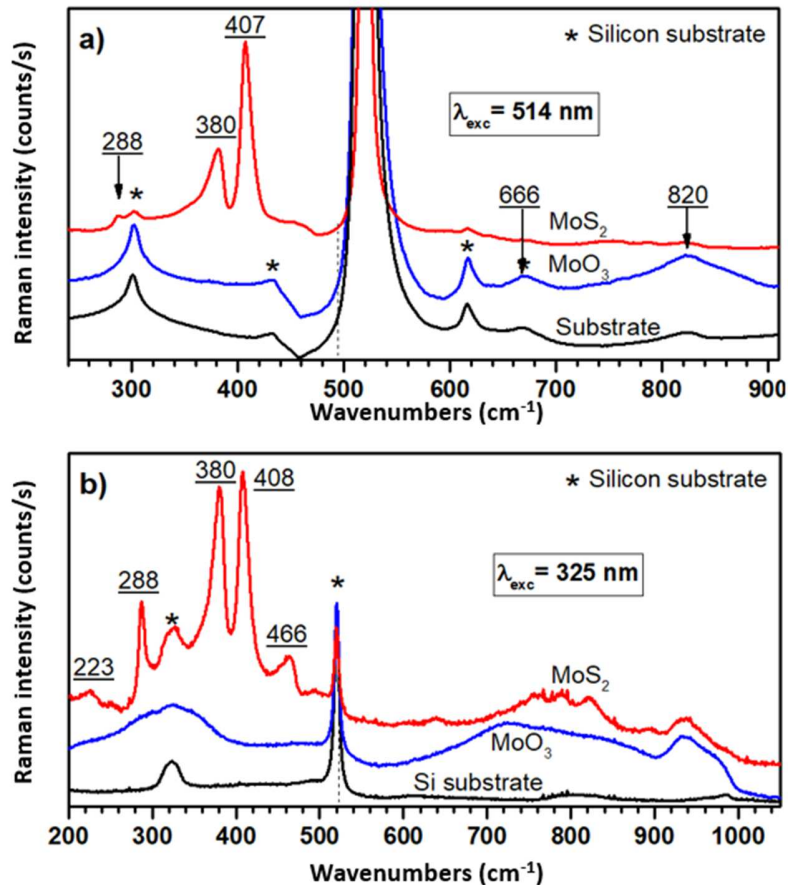 a)
407
* Silicon substrate
380
λexc = 514 nm
288
*
666
820
MoS2
*
*
*
MoO3
Substrate
Raman intensity (counts/s)
300 400 500 600 700 800 900
Wavenumbers (cm-1)
b)
380
408
* Silicon substrate
288
*
λexc = 325 nm
*
466
223
MoS2
MoO3
Si substrate
Raman intensity (counts/s)
200 300 400 500 600 700 800 900 1000
Wavenumbers (cm-1)